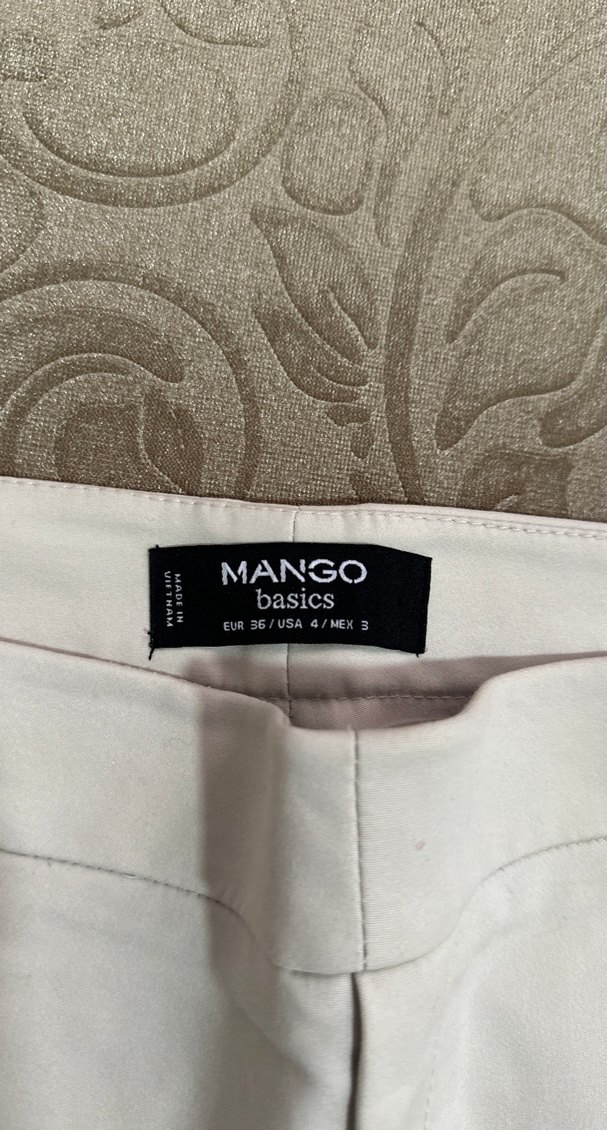 MANGO
basics
EUR 36 / USA 4 / MEX 3
MADE IN
VIETNAM